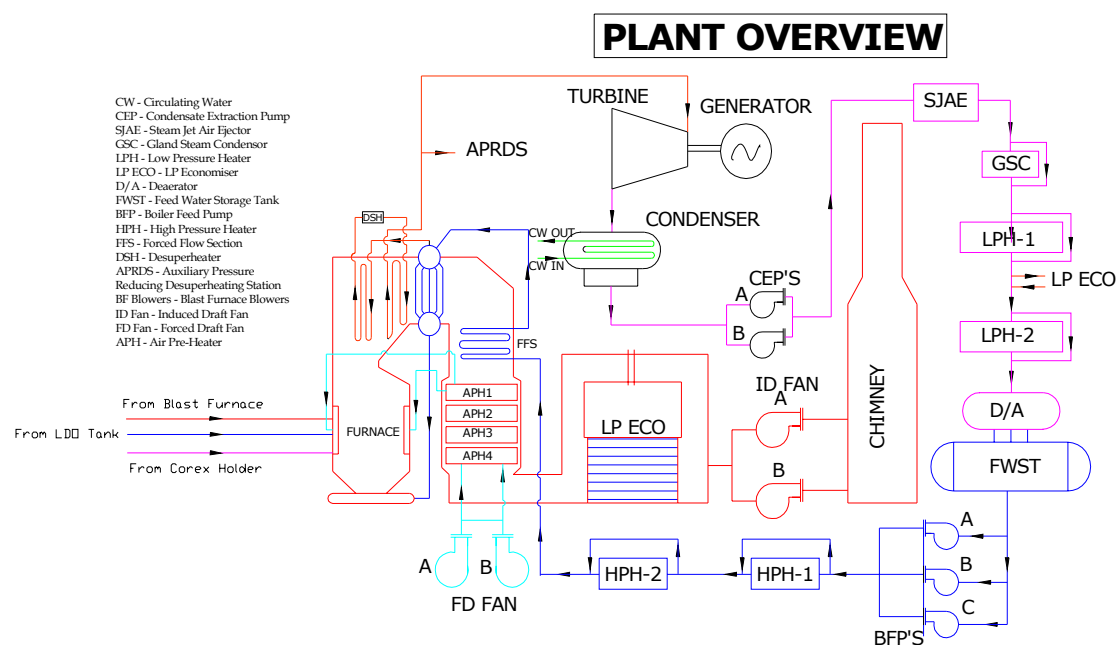 PLANT OVERVIEW
CW - Circulating Water
CEP - Condensate Extraction Pump
SJAE - Steam Jet Air Ejector
GSC - Gland Steam Condensor
LPH - Low Pressure Heater
LP ECO - LP Economiser
D/A - Deaerator
FWST - Feed Water Storage Tank
BFP - Boiler Feed Pump
HPH - High Pressure Heater
FFS - Forced Flow Section
DSH - Desuperheater
APRDS - Auxiliary Pressure
Reducing Desuperheating Station
BF Blowers - Blast Furnace Blowers
ID Fan - Induced Draft Fan
FD Fan - Forced Draft Fan
APH - Air Pre-Heater
TURBINE
GENERATOR
APRDS
DSH
CONDENSER
CW OUT
CW IN
CEP'S
A
B
SJAE
GSC
LPH-1
LP ECO
LPH-2
D/A
FWST
FFS
APH1
APH2
APH3
APH4
FURNACE
From Blast Furnace
From LDO Tank
From Corex Holder
LP ECO
ID FAN
A
B
CHIMNEY
A
B
FD FAN
HPH-2
HPH-1
A
B
C
BFP'S